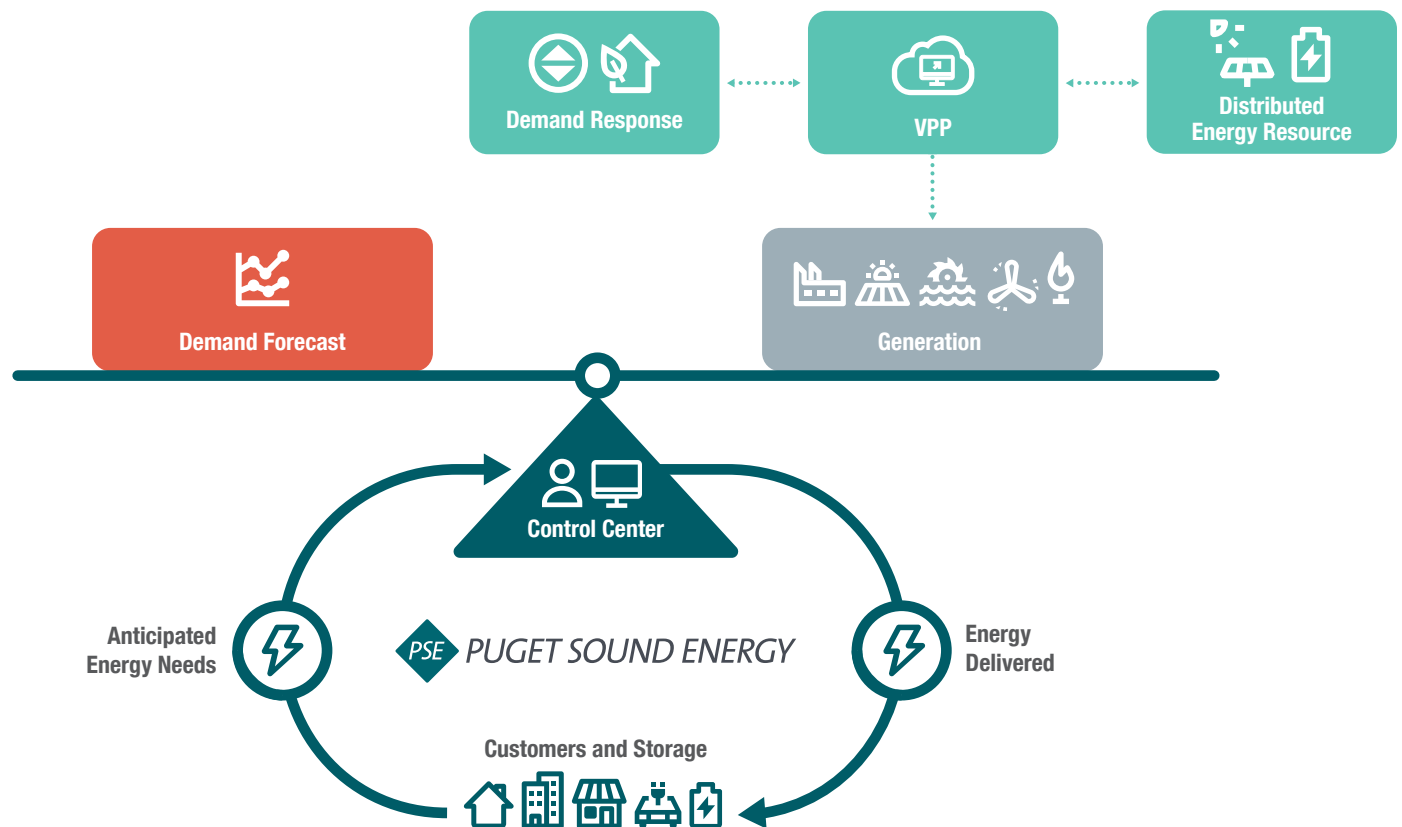 Demand Response
VPP
Distributed
Energy Resource
Demand Forecast
Generation
Control Center
Anticipated
Energy Needs
PSE PUGET SOUND ENERGY
Energy
Delivered
Customers and Storage